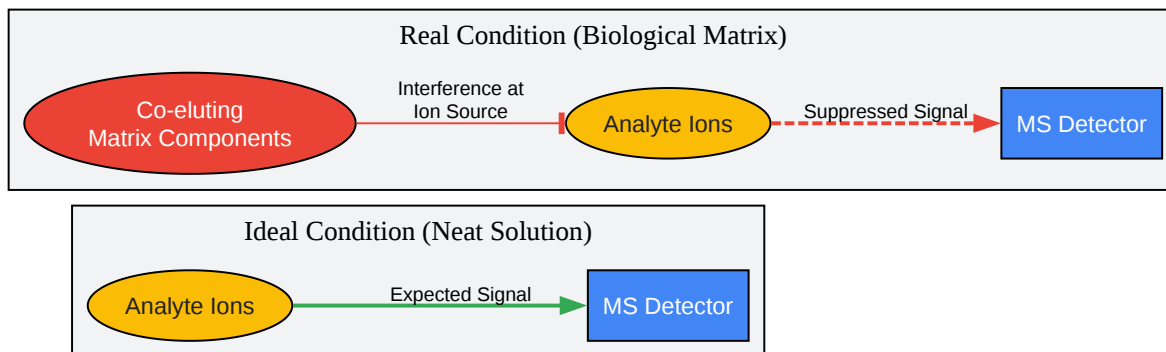 Real Condition (Biological Matrix)
Co-eluting
Matrix Components
Interference at
Ion Source
Analyte Ions
Suppressed Signal
MS Detector
Ideal Condition (Neat Solution)
Analyte Ions
Expected Signal
MS Detector